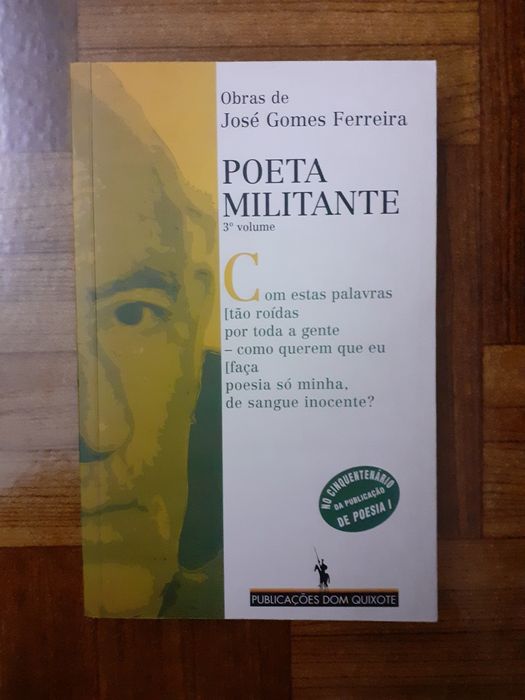 Obras de
José Gomes Ferreira
POETA
MILITANTE
3º volume
Com estas palavras
[tão roídas
por toda a gente
– como querem que eu
[faça
poesia só minha,
de sangue inocente?
NO CINQUENTENÁRIO
DA PUBLICAÇÃO
DE POESIA I
PUBLICAÇÕES DOM QUIXOTE